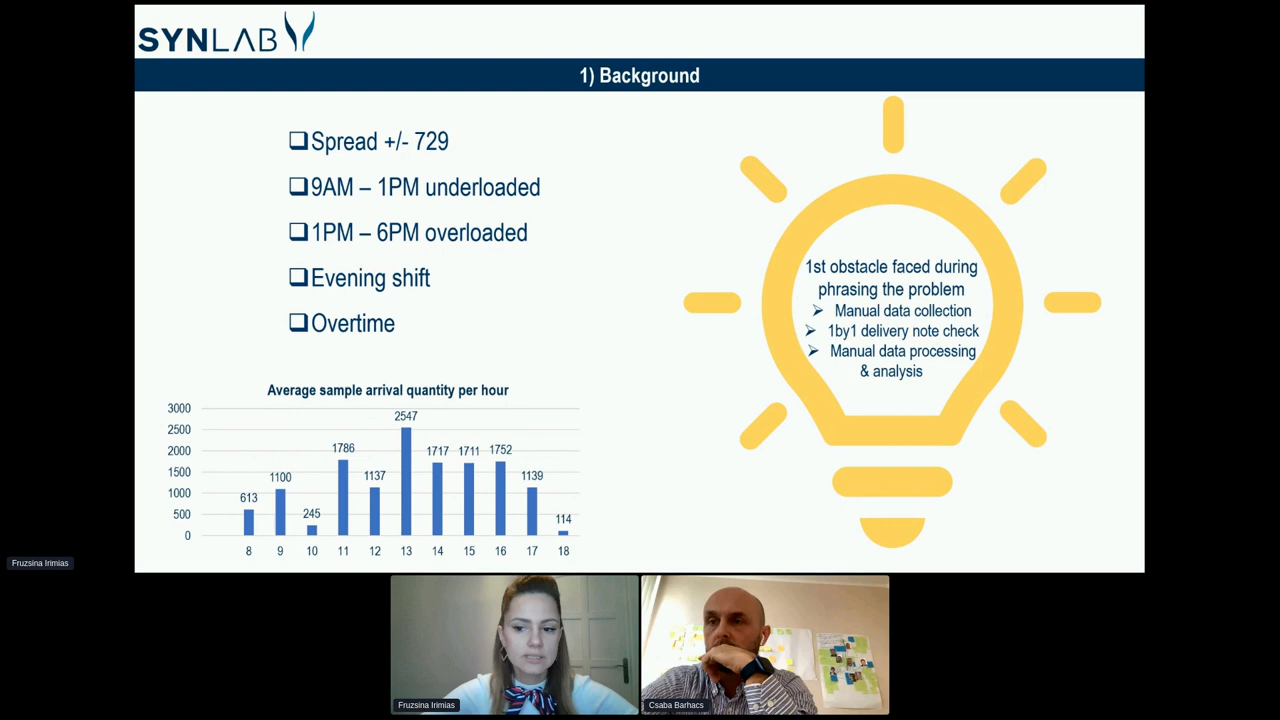 SYNLAB
1) Background
❑Spread +/- 729
❑9AM – 1PM underloaded
❑1PM – 6PM overloaded
❑Evening shift
❑Overtime
1st obstacle faced during
phrasing the problem
➢ Manual data collection
➢ 1by1 delivery note check
➢ Manual data processing
& analysis
Average sample arrival quantity per hour
3000
2500
2000
1500
1000
500
0
613
1100
245
1786
1137
2547
1717
1711
1752
1139
114
8 9 10 11 12 13 14 15 16 17 18
Fruzsina Irimias
Fruzsina Irimias
Csaba Barhacs